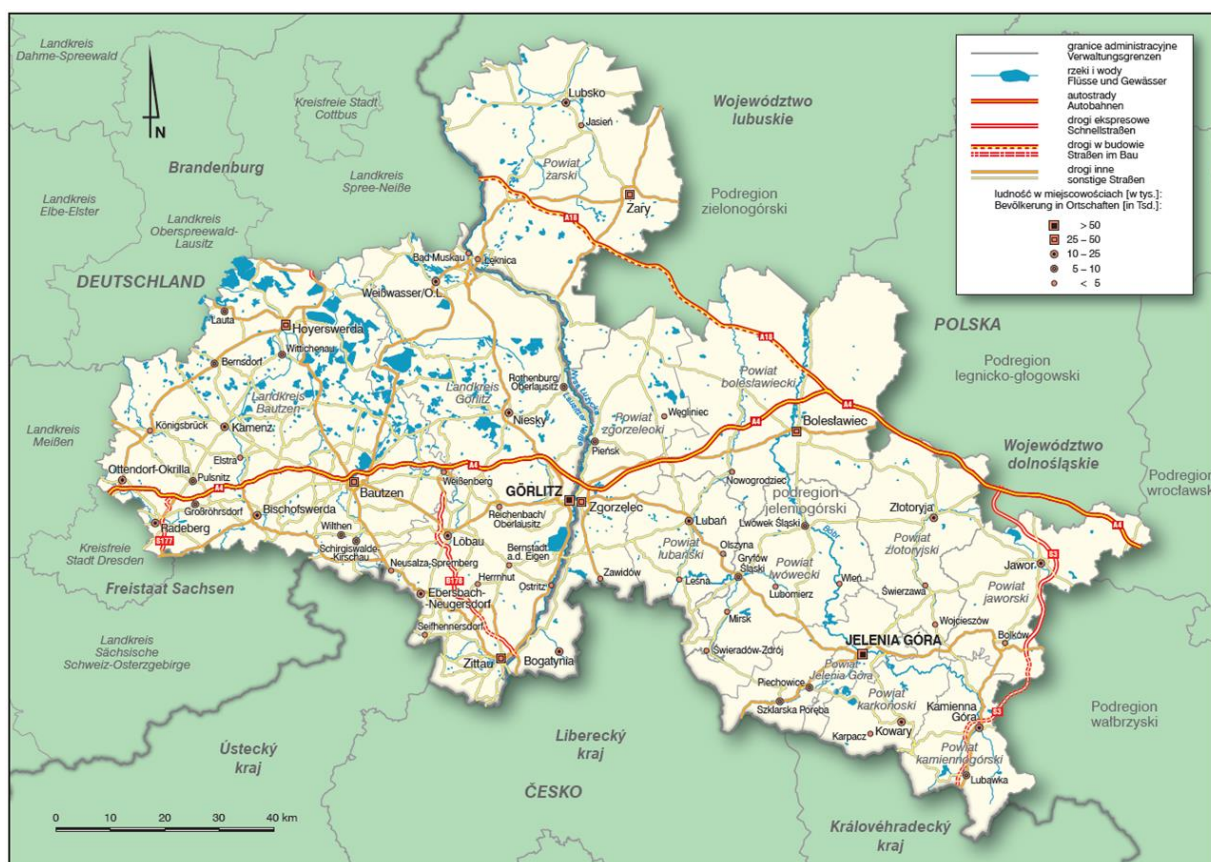 Landkreis
Dahme-Spreewald
N
Kreisfreie Stadt
Cottbus
Brandenburg
Landkreis
Spree-Neiße
Landkreis
Elbe-Elster
Landkreis
Oberspreewald-
Lausitz
DEUTSCHLAND
Landkreis
Meißen
Kreisfreie
Stadt Dresden
Freistaat Sachsen
Landkreis
Sächsische
Schweiz-Osterzgebirge
Ústecký
kraj
Liberecký
kraj
ČESKO
Královéhradecký
kraj
Województwo
lubuskie
Podregion
zielonogórski
POLSKA
Podregion
legnicko-głogowski
Województwo
dolnośląskie
Podregion
wrocławski
Podregion
wałbrzyski
granice administracyjne
Verwaltungsgrenzen
rzeki i wody
Flüsse und Gewässer
autostrady
Autobahnen
drogi ekspresowe
Schnellstraßen
drogi w budowie
Straßen im Bau
drogi inne
sonstige Straßen
ludność w miejscowościach [w tys.]:
Bevölkerung in Ortschaften [in Tsd.]:
> 50
25 – 50
10 – 25
5 – 10
< 5
Lubsko
Jasień
Powiat
żarski
Żary
A18
Bad Muskau
Łęknica
Weißwasser/O.L.
Lauta
Hoyerswerda
Wittichenau
Bernsdorf
Landkreis
Bautzen
Landkreis
Görlitz
Rothenburg/
Oberlausitz
Niesky
Königsbrück
Kamenz
Elstra
Ottendorf-Okrilla
Pulsnitz
A4
Großröhrsdorf
Radeberg
S177
Bischofswerda
Bautzen
A4
Weißenberg
GÖRLITZ
Zgorzelec
Reichenbach/
Oberlausitz
Wilthen
Schirgiswalde-
Kirschau
Löbau
Bernstadt
a.d. Eigen
Neusalza-Spremberg
B178
Herrnhut
Ostritz
Ebersbach-
Neugersdorf
Seifhennersdorf
Zittau
Bogatynia
Zawidów
Pieńsk
Powiat
zgorzelecki
Węgliniec
A18
Powiat
bolesławiecki
A4
A4
Bolesławiec
Nowogrodziec
podregion
jeleniogórski
Lubań
Lwówek Śląski
Bóbr
Złotoryja
Powiat
złotoryjski
A4
S3
Jawor
Powiat
jaworski
Powiat
lubański
Olszyna
Gryfów
Śląski
Powiat
lwówecki
Leśna
Lubomierz
Wleń
Świerzawa
Mirsk
Wojcieszów
Bolków
Świeradów-Zdrój
JELENIA GÓRA
Powiat
Jelenia Góra
Piechowice
Szklarska Poręba
Powiat
karkonoski
Kowary
Karpacz
Kamienna
Góra
S3
Powiat
kamiennogórski
Lubawka
0 10 20 30 40 km